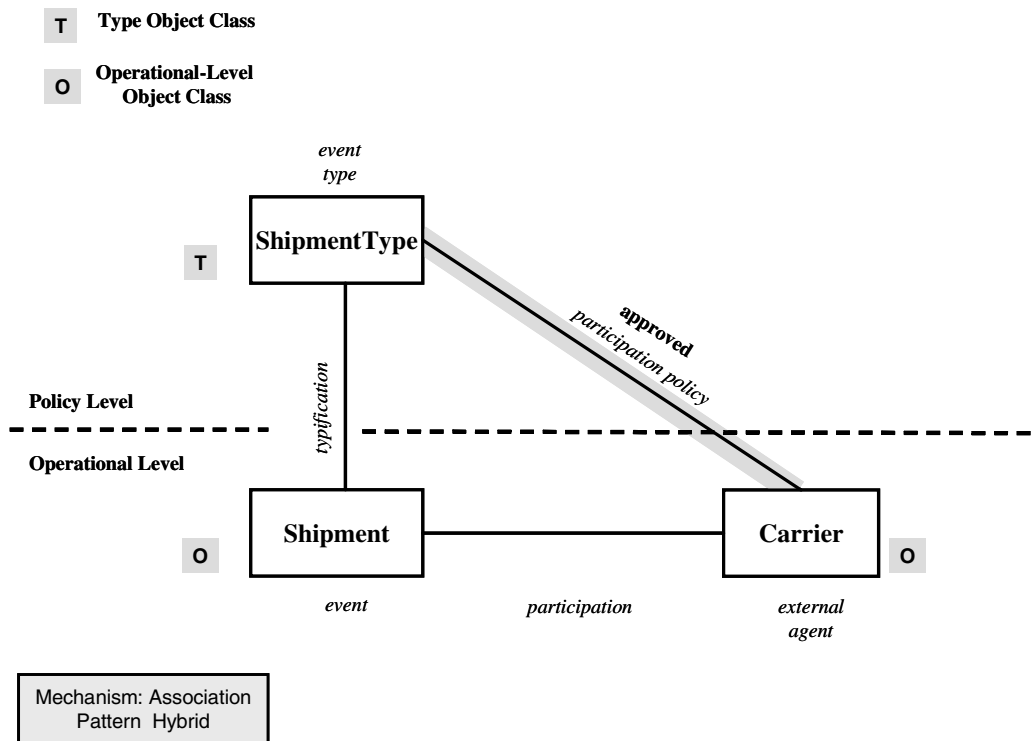 T
Type Object Class
O
Operational-Level
Object Class
event
type
ShipmentType
T
approved
participation policy
typification
Policy Level
Operational Level
Shipment
Carrier
O
O
event
participation
external
agent
Mechanism: Association
Pattern Hybrid